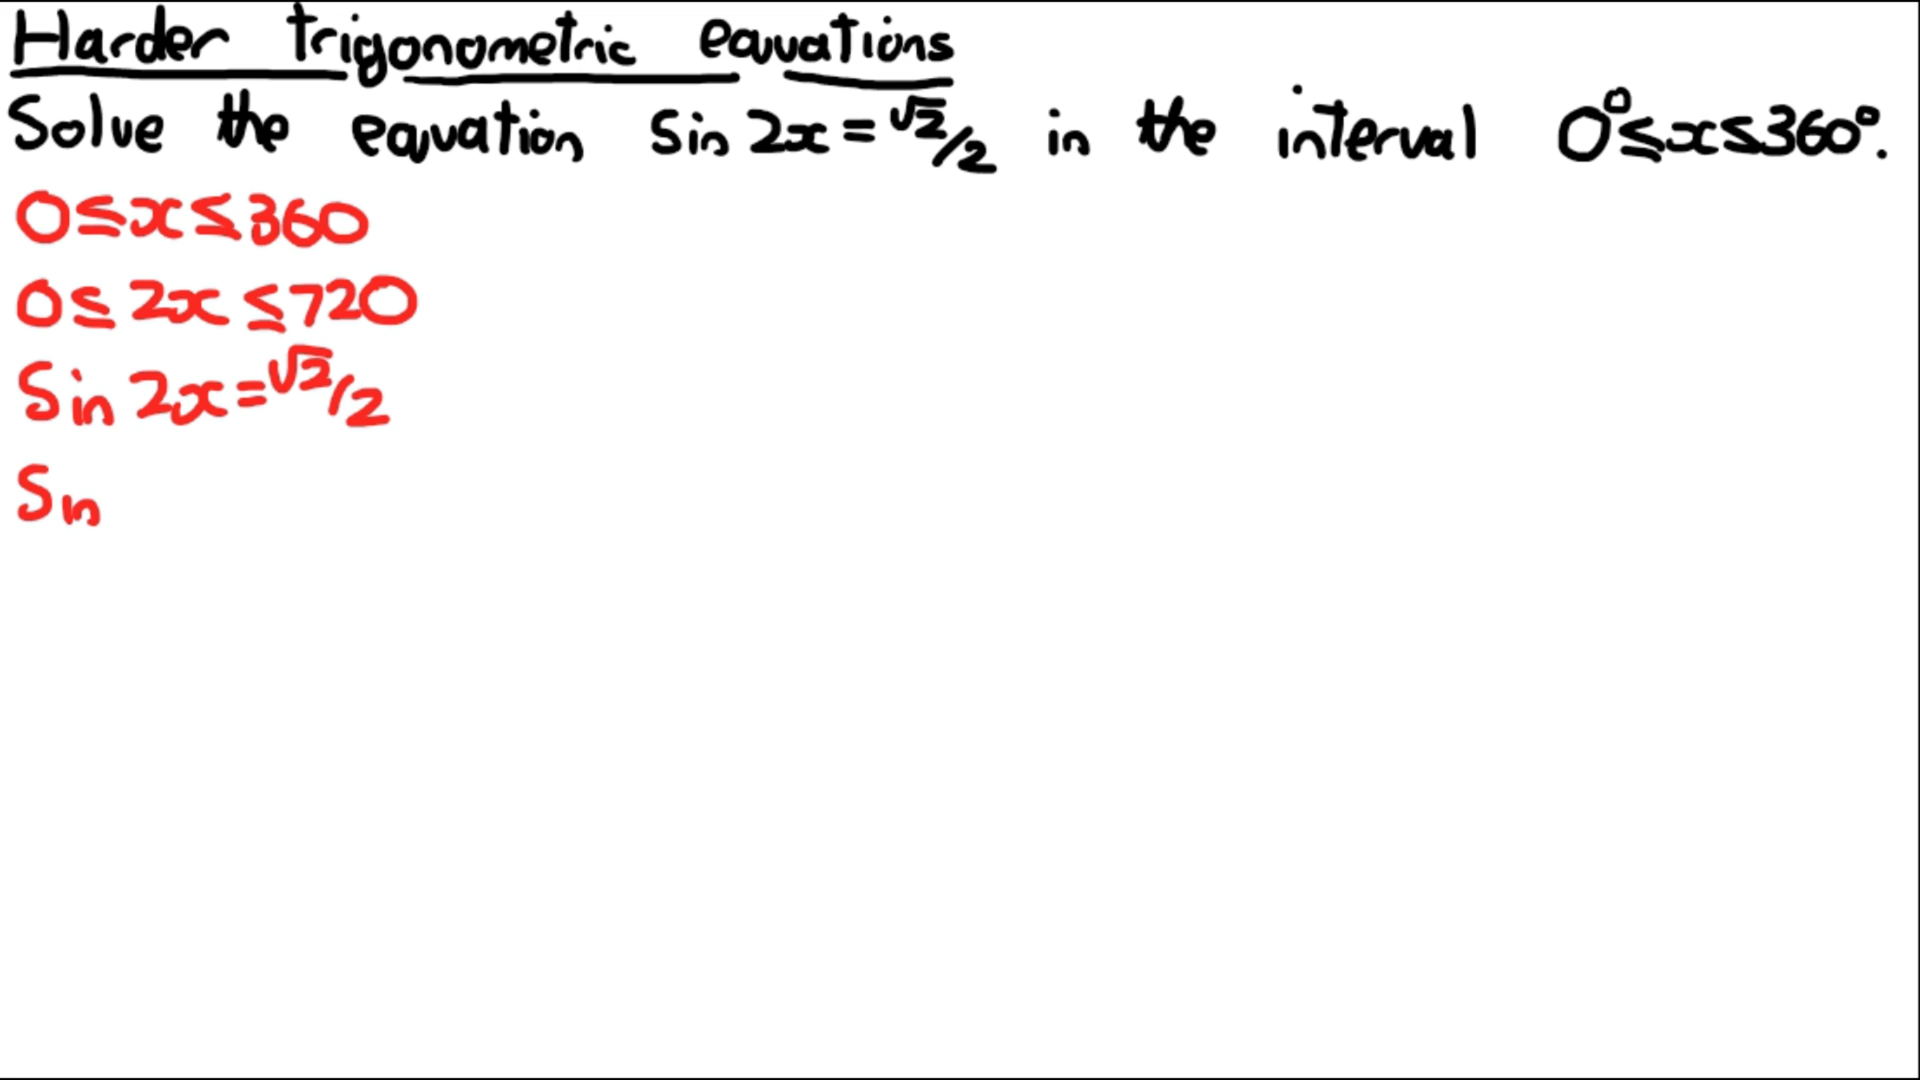 Harder trigonometric equations
Solve the equation Sin 2x = √2/2 in the interval 0°≤x≤360°.
0≤x≤360
0≤ 2x ≤720
Sin 2x = √2/2
Sin